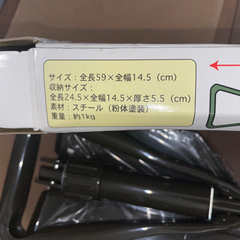 サイズ：全長59×全幅14.5（cm）
収納サイズ：
全長24.5×全幅14.5×厚さ5.5（cm）
素材：スチール（粉体塗装）
重量：約1kg